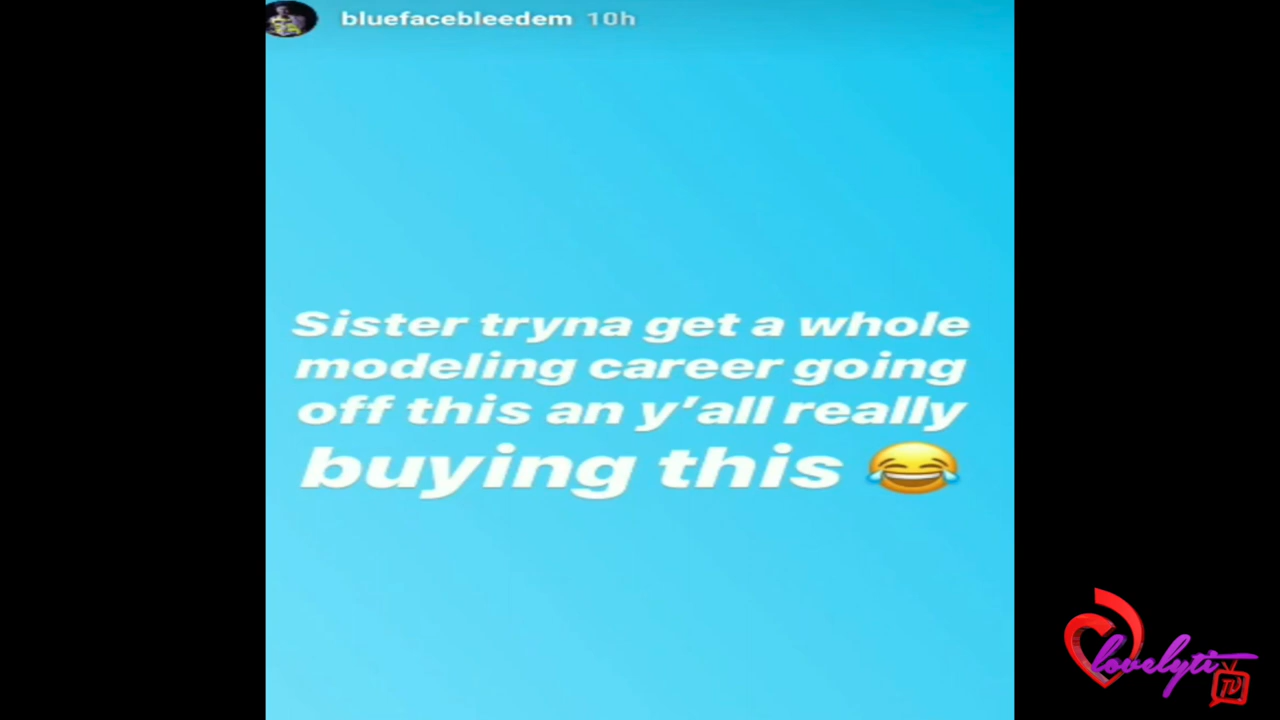 bluefacebleedem 10h
Sister tryna get a whole
modeling career going
off this an y'all really
buying this 😂
lovelyti
TV